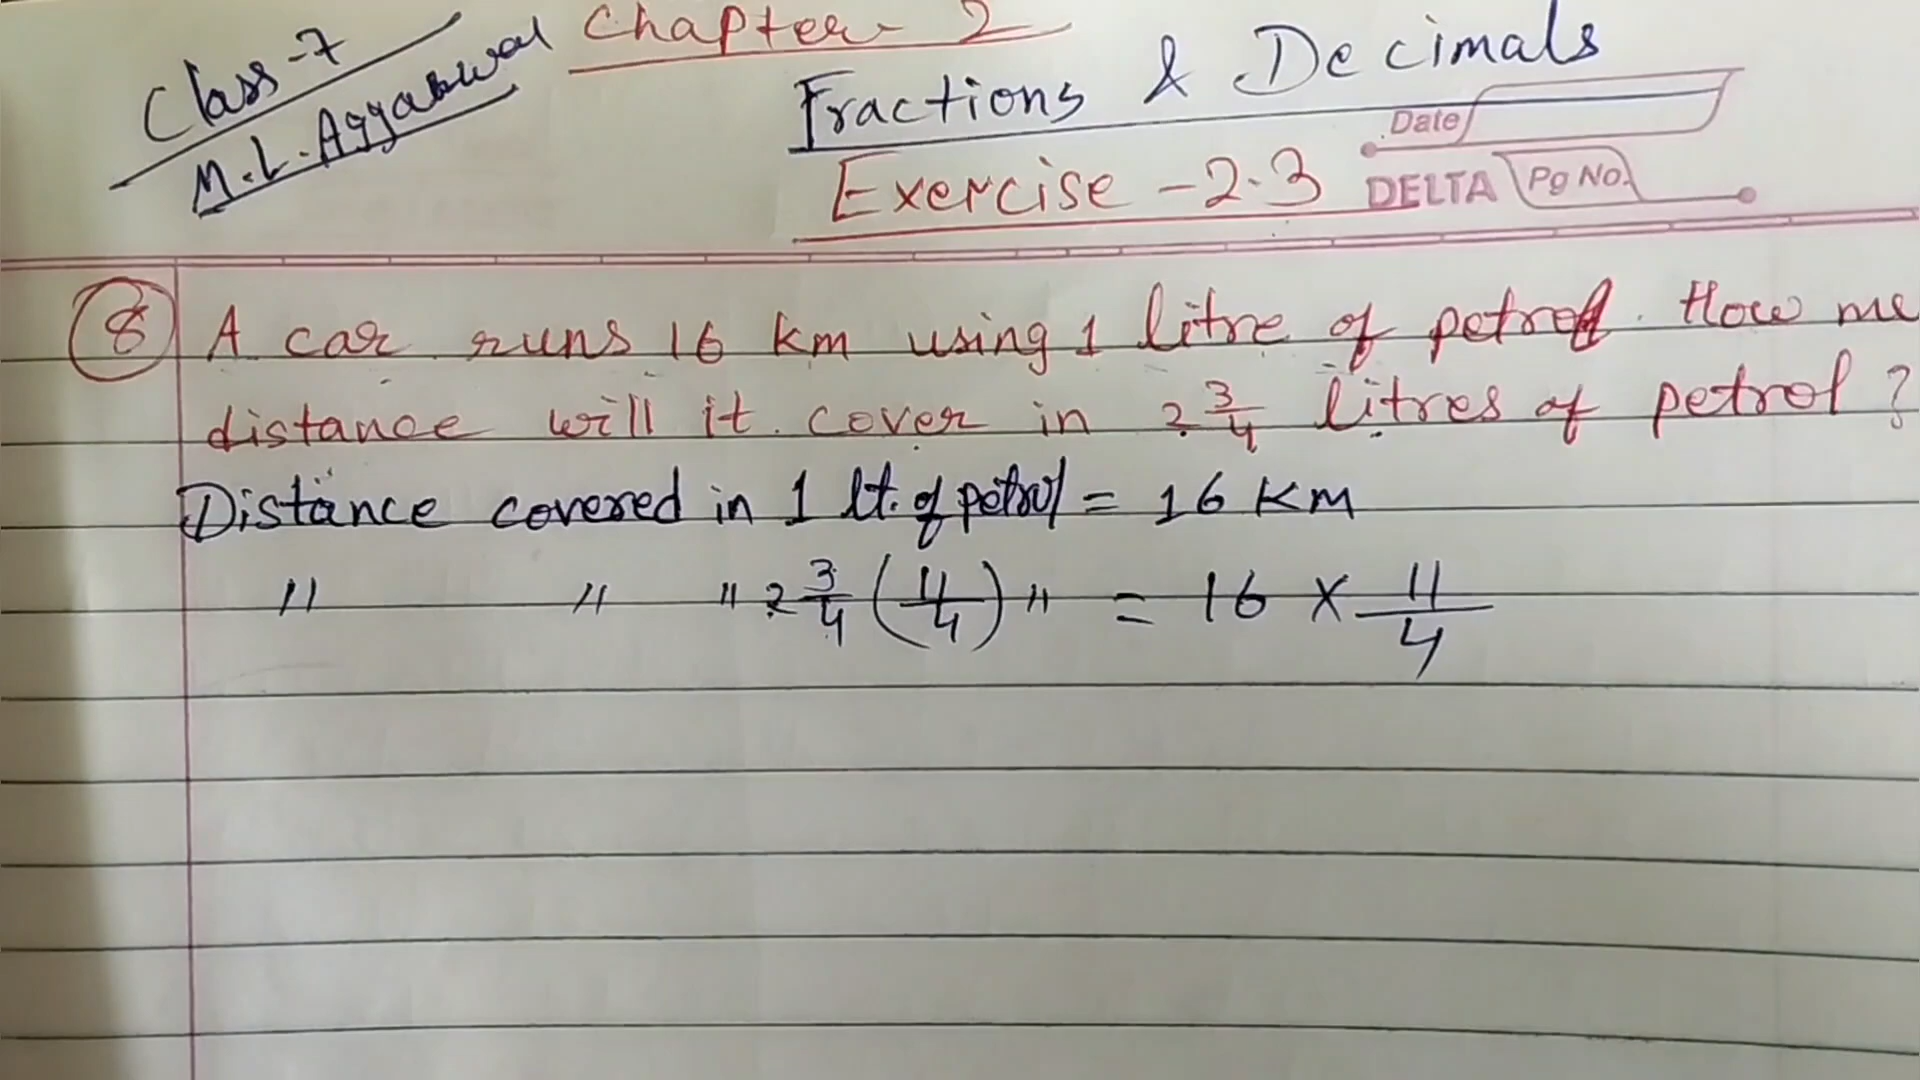 Class-7
M.L. Aggarwal
Chapter - 2
Fractions & Decimals
Date
Exercise - 2.3
DELTA Pg No.
8 A car runs 16 km using 1 litre of petrol. How
distance will it cover in 2 3/4 litres of petrol?
Distance covered in 1 lt. of petrol = 16 KM
" " " 2 3/4 (11/4) " = 16 × 11/4